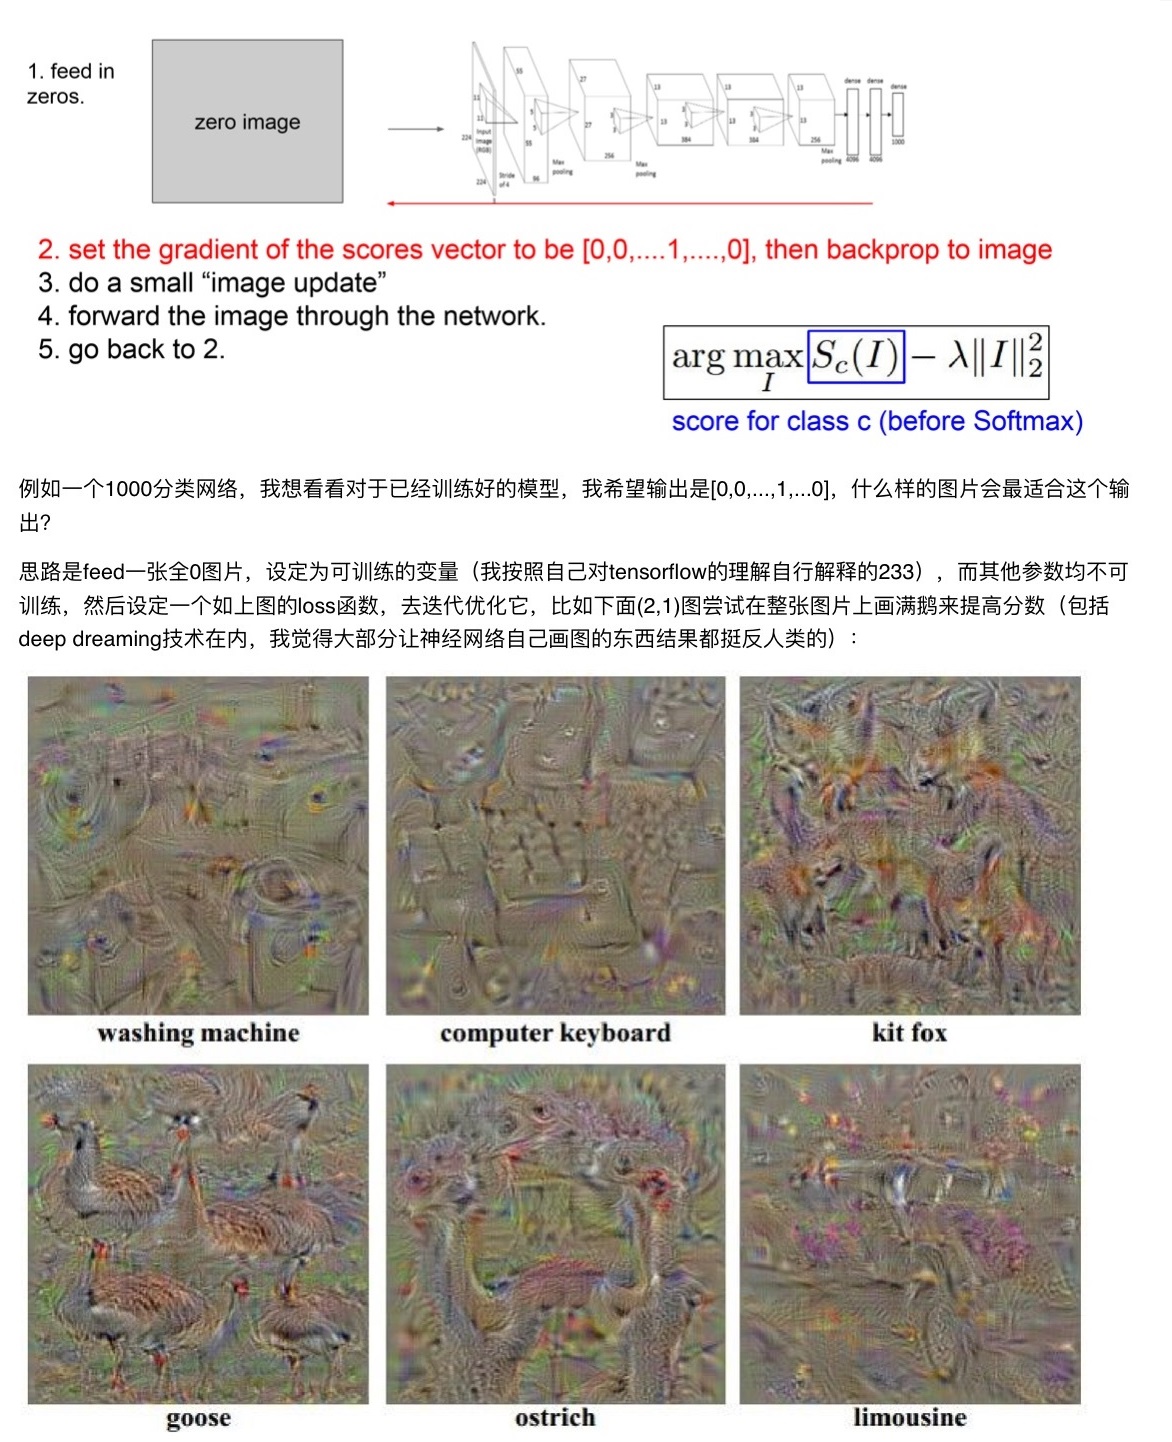 1. feed in
zeros.
zero image
11
11
224
224
Input
Image
(RGB)
Stride
of 4
55
55
5
5
96
Max
pooling
27
27
256
Max
pooling
13
13
384
13
13
384
13
13
256
Max
pooling
dense
dense
dense
4096
4096
1000
2. set the gradient of the scores vector to be [0,0,....1,....,0], then backprop to image
3. do a small “image update”
4. forward the image through the network.
5. go back to 2.
arg max S_c(I) − λ‖I‖₂²
I
score for class c (before Softmax)
例如一个1000分类网络，我想看看对于已经训练好的模型，我希望输出是[0,0,...,1,...0]，什么样的图片会最适合这个输
出？
思路是feed一张全0图片，设定为可训练的变量（我按照自己对tensorflow的理解自行解释的233），而其他参数均不可
训练，然后设定一个如上图的loss函数，去迭代优化它，比如下面(2,1)图尝试在整张图片上画满鹅来提高分数（包括
deep dreaming技术在内，我觉得大部分让神经网络自己画图的东西结果都挺反人类的）：
washing machine
computer keyboard
kit fox
goose
ostrich
limousine